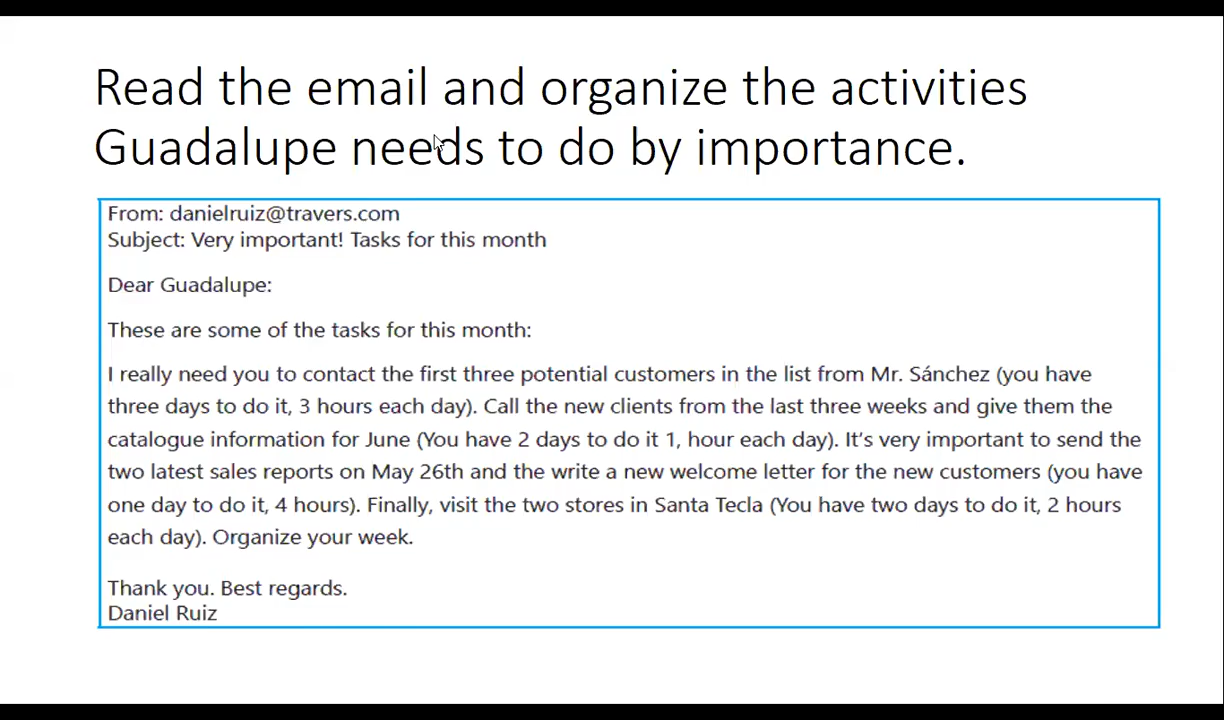 Read the email and organize the activities
Guadalupe needs to do by importance.
From: danielruiz@travers.com
Subject: Very important! Tasks for this month
Dear Guadalupe:
These are some of the tasks for this month:
I really need you to contact the first three potential customers in the list from Mr. Sánchez (you have
three days to do it, 3 hours each day). Call the new clients from the last three weeks and give them the
catalogue information for June (You have 2 days to do it 1, hour each day). It's very important to send the
two latest sales reports on May 26th and the write a new welcome letter for the new customers (you have
one day to do it, 4 hours). Finally, visit the two stores in Santa Tecla (You have two days to do it, 2 hours
each day). Organize your week.
Thank you. Best regards.
Daniel Ruiz